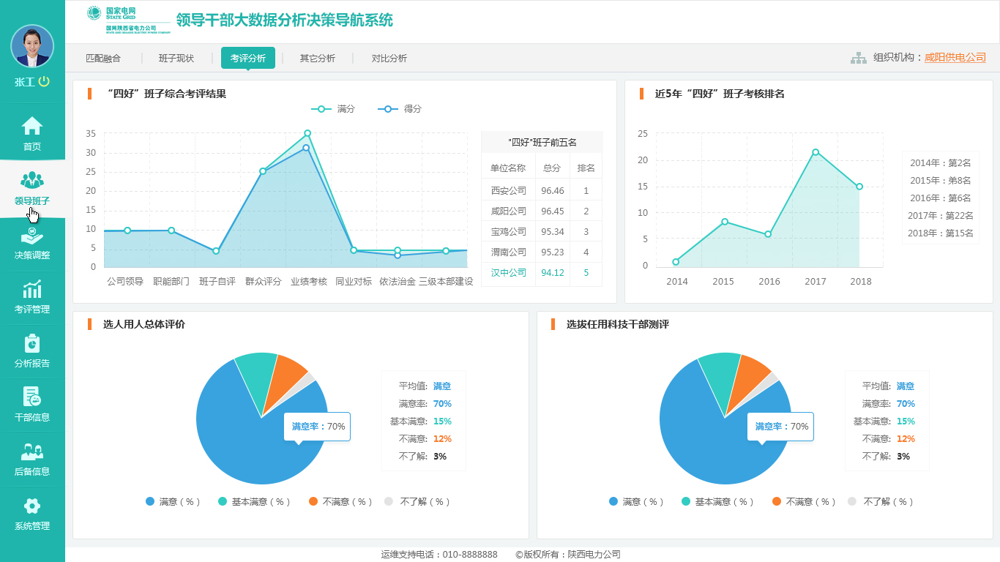 国家电网
STATE GRID
国网陕西省电力公司
STATE GRID SHAANXI ELECTRIC POWER COMPANY
领导干部大数据分析决策导航系统
张工
首页
领导班子
决策调整
考评管理
分析报告
干部信息
后备信息
系统管理
匹配融合
班子现状
考评分析
其它分析
对比分析
组织机构：咸阳供电公司
“四好”班子综合考评结果
满分
得分
35
30
25
20
15
10
5
0
公司领导 职能部门 班子自评 群众评分 业绩考核 同业对标 依法治金 三级本部建设
"四好"班子前五名
单位名称 总分 排名
西安公司 96.46 1
咸阳公司 96.45 2
宝鸡公司 95.34 3
渭南公司 95.23 4
汉中公司 94.12 5
近5年“四好”班子考核排名
25
20
15
10
5
0
2014 2015 2016 2017 2018
2014年：第2名
2015年：弟8名
2016年：第6名
2017年：第22名
2018年：第15名
选人用人总体评价
满意率：70%
平均值: 满意
满意率: 70%
基本满意: 15%
不满意: 12%
不了解: 3%
满意（%） 基本满意（%） 不满意（%） 不了解（%）
选拔任用科技干部测评
满意率：70%
平均值: 满意
满意率: 70%
基本满意: 15%
不满意: 12%
不了解: 3%
满意（%） 基本满意（%） 不满意（%） 不了解（%）
运维支持电话：010-8888888 ©版权所有：陕西电力公司